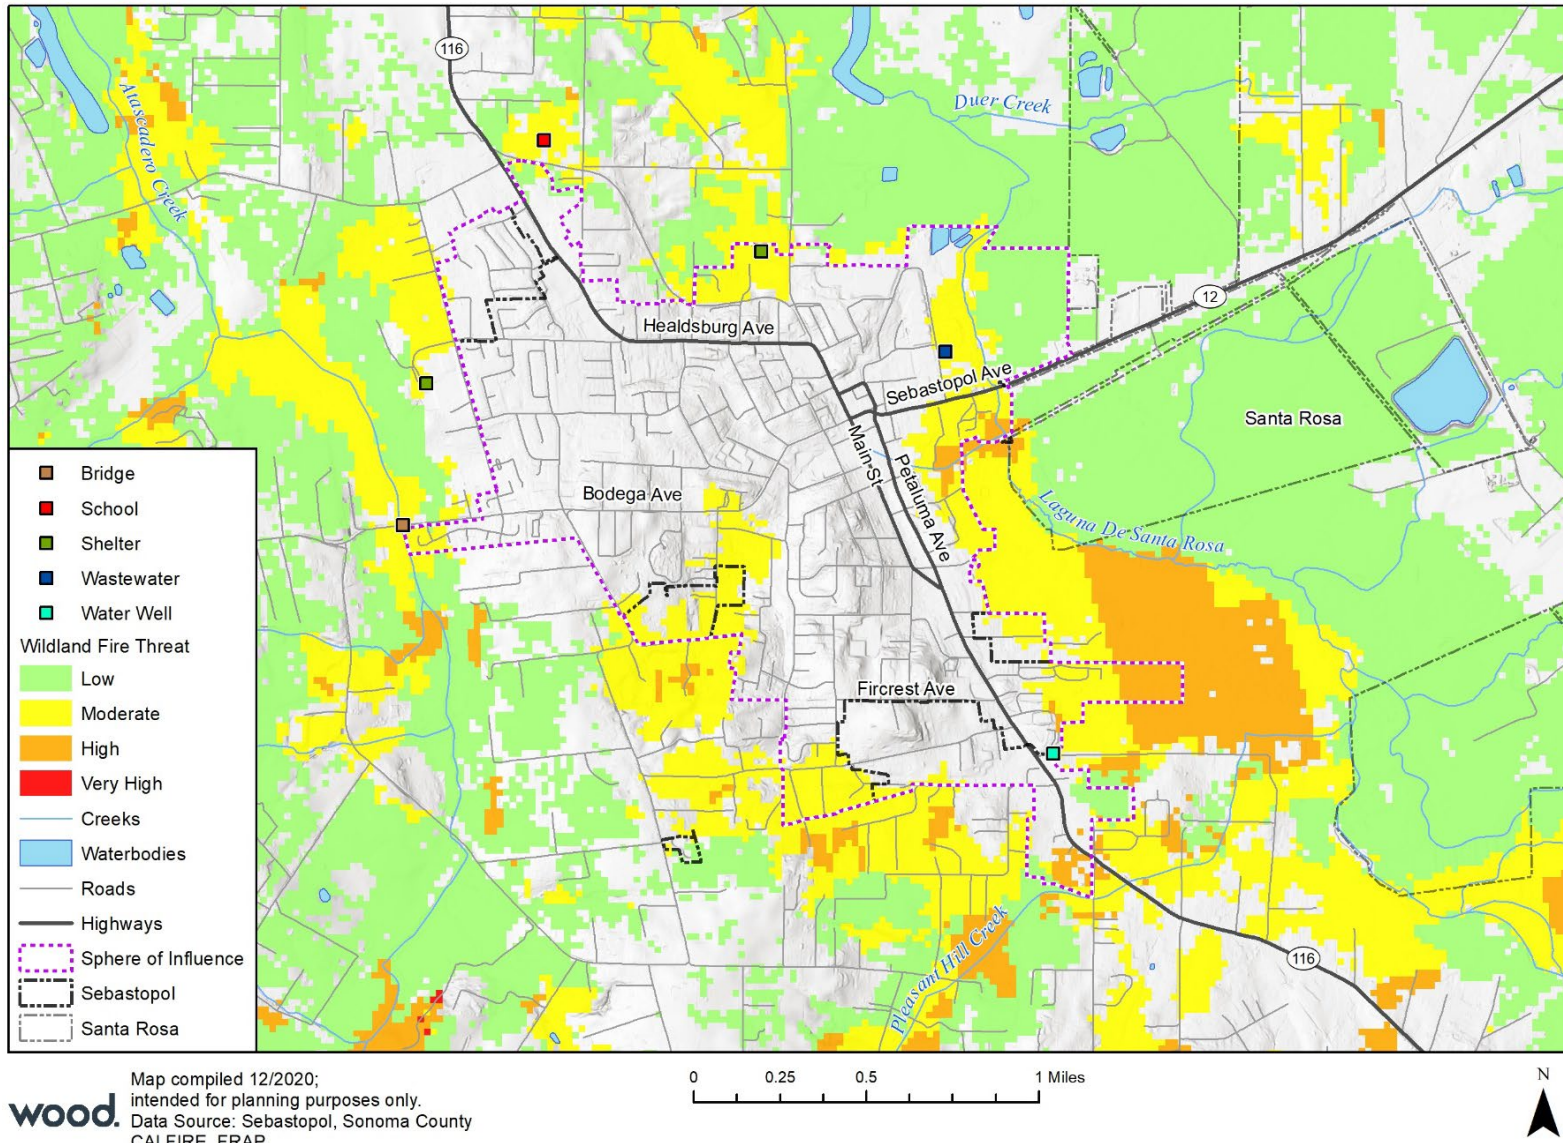 116
Atascadero Creek
Duer Creek
12
Healdsburg Ave
Sebastopol Ave
Santa Rosa
Main St
Petaluma Ave
Bodega Ave
Laguna De Santa Rosa
Fircrest Ave
Pleasant Hill Creek
116
Bridge
School
Shelter
Wastewater
Water Well
Wildland Fire Threat
Low
Moderate
High
Very High
Creeks
Waterbodies
Roads
Highways
Sphere of Influence
Sebastopol
Santa Rosa
wood.
Map compiled 12/2020;
intended for planning purposes only.
Data Source: Sebastopol, Sonoma County
CALFIRE, FRAP
0 0.25 0.5 1 Miles
N